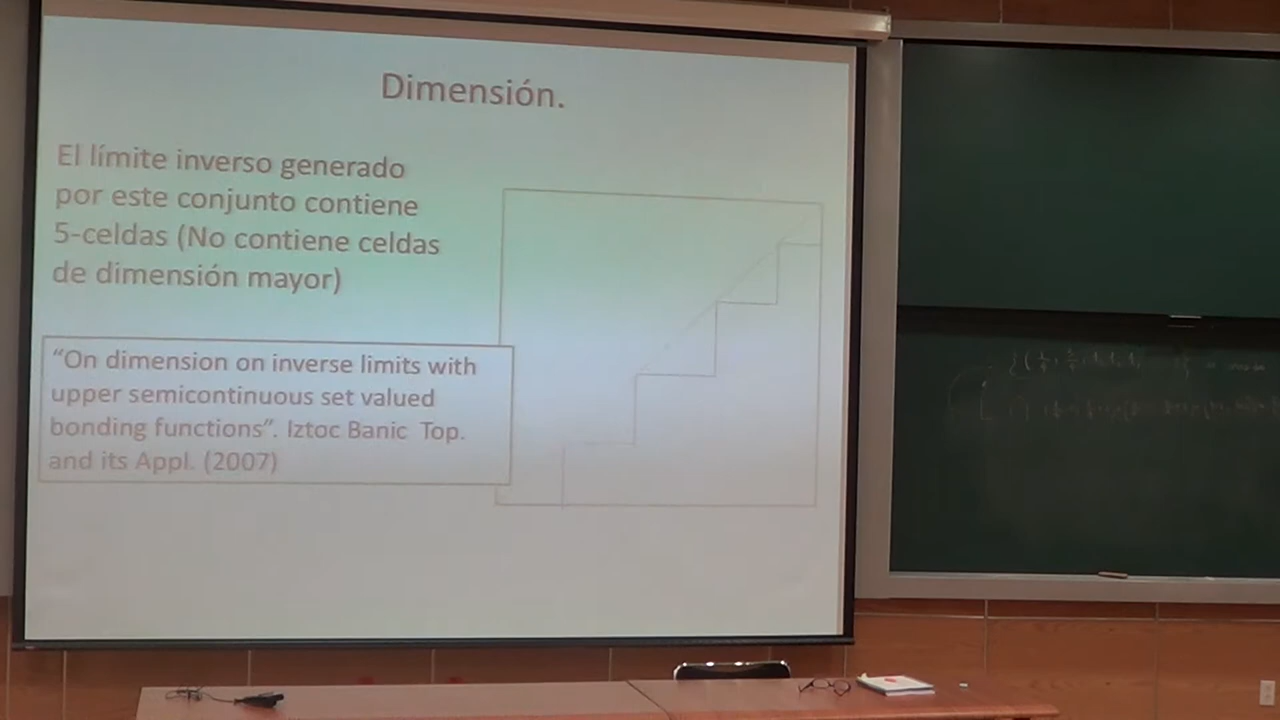 Dimensión.
El límite inverso generado
por este conjunto contiene
5-celdas (No contiene celdas
de dimensión mayor)
“On dimension on inverse limits with
upper semicontinuous set valued
bonding functions”. Iztoc Banic Top.
and its Appl. (2007)